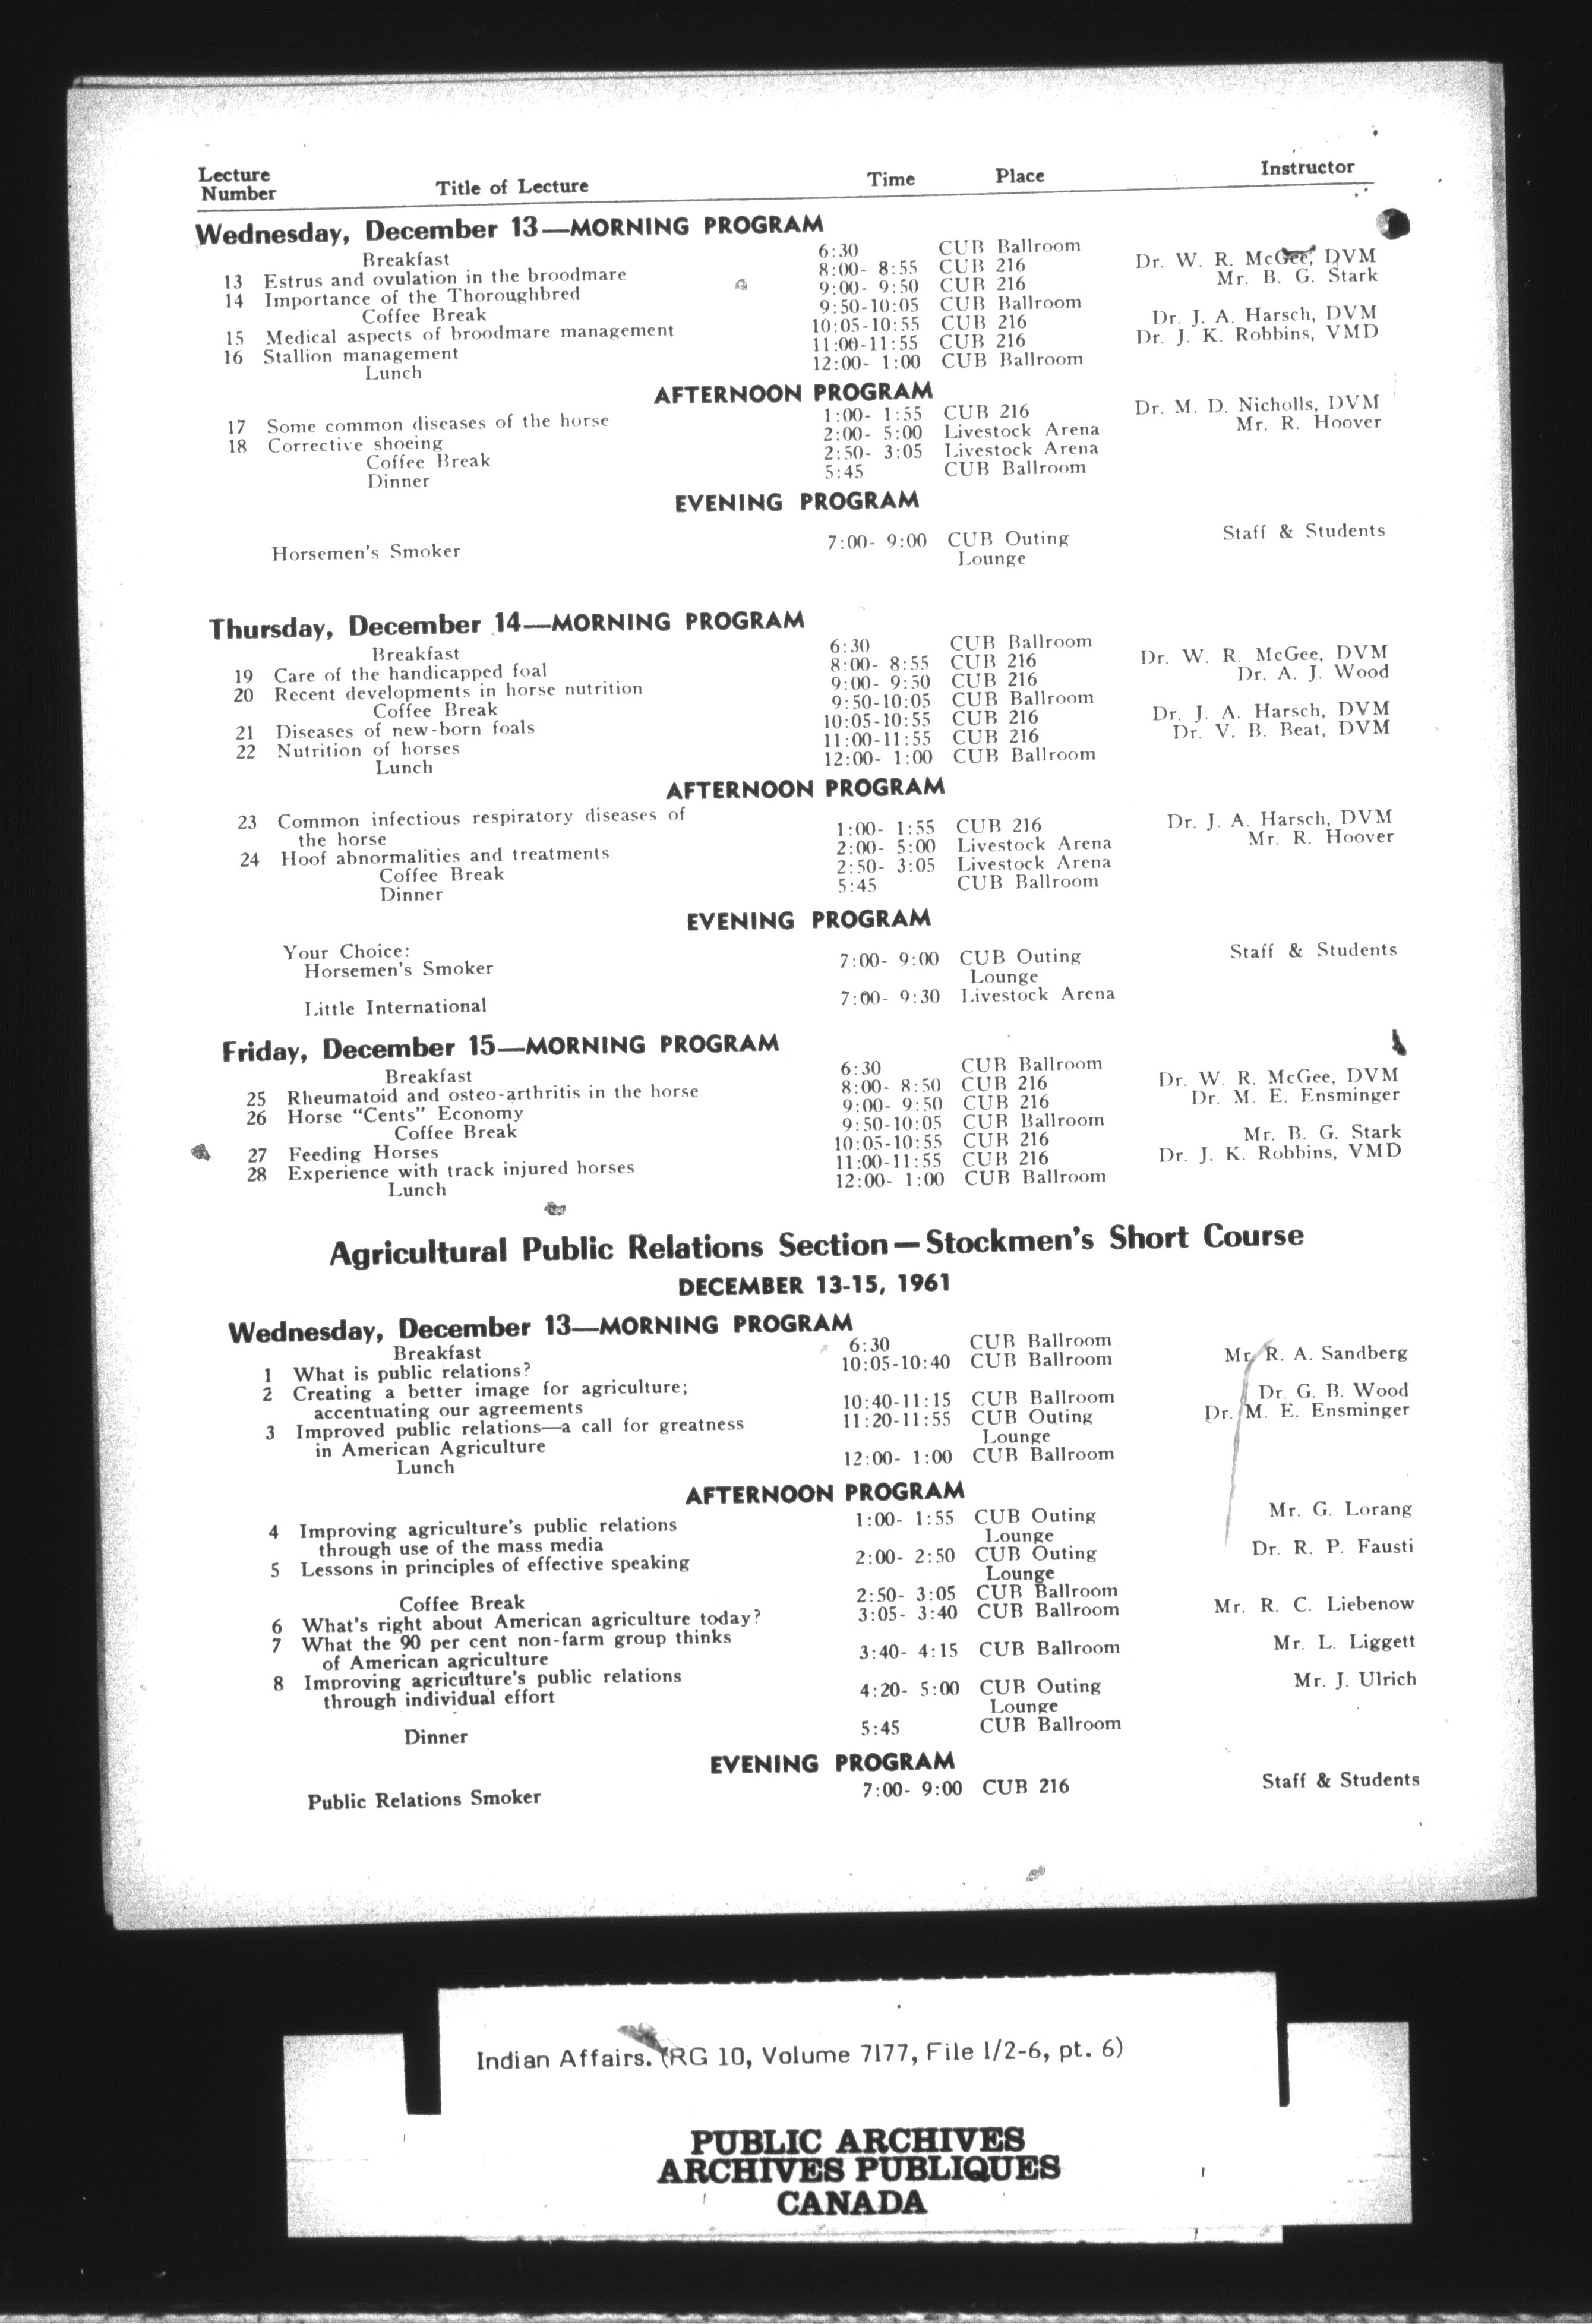 Lecture
Number Title of Lecture Time Place Instructor
Wednesday, December 13—MORNING PROGRAM
Breakfast 6:30 CUB Ballroom
13 Estrus and ovulation in the broodmare 8:00- 8:55 CUB 216 Dr. W. R. McGee, DVM
14 Importance of the Thoroughbred 9:00- 9:50 CUB 216 Mr. B. G. Stark
Coffee Break 9:50-10:05 CUB Ballroom
15 Medical aspects of broodmare management 10:05-10:55 CUB 216 Dr. J. A. Harsch, DVM
16 Stallion management 11:00-11:55 CUB 216 Dr. J. K. Robbins, VMD
Lunch 12:00- 1:00 CUB Ballroom
AFTERNOON PROGRAM
17 Some common diseases of the horse 1:00- 1:55 CUB 216 Dr. M. D. Nicholls, DVM
18 Corrective shoeing 2:00- 5:00 Livestock Arena Mr. R. Hoover
Coffee Break 2:50- 3:05 Livestock Arena
Dinner 5:45 CUB Ballroom
EVENING PROGRAM
Horsemen's Smoker 7:00- 9:00 CUB Outing Staff & Students
Lounge
Thursday, December 14—MORNING PROGRAM
Breakfast 6:30 CUB Ballroom
19 Care of the handicapped foal 8:00- 8:55 CUB 216 Dr. W. R. McGee, DVM
20 Recent developments in horse nutrition 9:00- 9:50 CUB 216 Dr. A. J. Wood
Coffee Break 9:50-10:05 CUB Ballroom
21 Diseases of new-born foals 10:05-10:55 CUB 216 Dr. J. A. Harsch, DVM
22 Nutrition of horses 11:00-11:55 CUB 216 Dr. V. B. Beat, DVM
Lunch 12:00- 1:00 CUB Ballroom
AFTERNOON PROGRAM
23 Common infectious respiratory diseases of
the horse 1:00- 1:55 CUB 216 Dr. J. A. Harsch, DVM
24 Hoof abnormalities and treatments 2:00- 5:00 Livestock Arena Mr. R. Hoover
Coffee Break 2:50- 3:05 Livestock Arena
Dinner 5:45 CUB Ballroom
EVENING PROGRAM
Your Choice:
Horsemen's Smoker 7:00- 9:00 CUB Outing Staff & Students
Lounge
Little International 7:00- 9:30 Livestock Arena
Friday, December 15—MORNING PROGRAM
Breakfast 6:30 CUB Ballroom
25 Rheumatoid and osteo-arthritis in the horse 8:00- 8:50 CUB 216 Dr. W. R. McGee, DVM
26 Horse "Cents" Economy 9:00- 9:50 CUB 216 Dr. M. E. Ensminger
Coffee Break 9:50-10:05 CUB Ballroom
27 Feeding Horses 10:05-10:55 CUB 216 Mr. B. G. Stark
28 Experience with track injured horses 11:00-11:55 CUB 216 Dr. J. K. Robbins, VMD
Lunch 12:00- 1:00 CUB Ballroom
Agricultural Public Relations Section—Stockmen's Short Course
DECEMBER 13-15, 1961
Wednesday, December 13—MORNING PROGRAM
Breakfast 6:30 CUB Ballroom
1 What is public relations? 10:05-10:40 CUB Ballroom Mr. R. A. Sandberg
2 Creating a better image for agriculture;
accentuating our agreements 10:40-11:15 CUB Ballroom Dr. G. B. Wood
3 Improved public relations—a call for greatness 11:20-11:55 CUB Outing Dr. M. E. Ensminger
in American Agriculture Lounge
Lunch 12:00- 1:00 CUB Ballroom
AFTERNOON PROGRAM
4 Improving agriculture's public relations 1:00- 1:55 CUB Outing Mr. G. Lorang
through use of the mass media Lounge
5 Lessons in principles of effective speaking 2:00- 2:50 CUB Outing Dr. R. P. Fausti
Lounge
Coffee Break 2:50- 3:05 CUB Ballroom
6 What's right about American agriculture today? 3:05- 3:40 CUB Ballroom Mr. R. C. Liebenow
7 What the 90 per cent non-farm group thinks
of American agriculture 3:40- 4:15 CUB Ballroom Mr. L. Liggett
8 Improving agriculture's public relations 4:20- 5:00 CUB Outing Mr. J. Ulrich
through individual effort Lounge
Dinner 5:45 CUB Ballroom
EVENING PROGRAM
Public Relations Smoker 7:00- 9:00 CUB 216 Staff & Students
Indian Affairs. (RG 10, Volume 7177, File 1/2-6, pt. 6)
PUBLIC ARCHIVES
ARCHIVES PUBLIQUES
CANADA